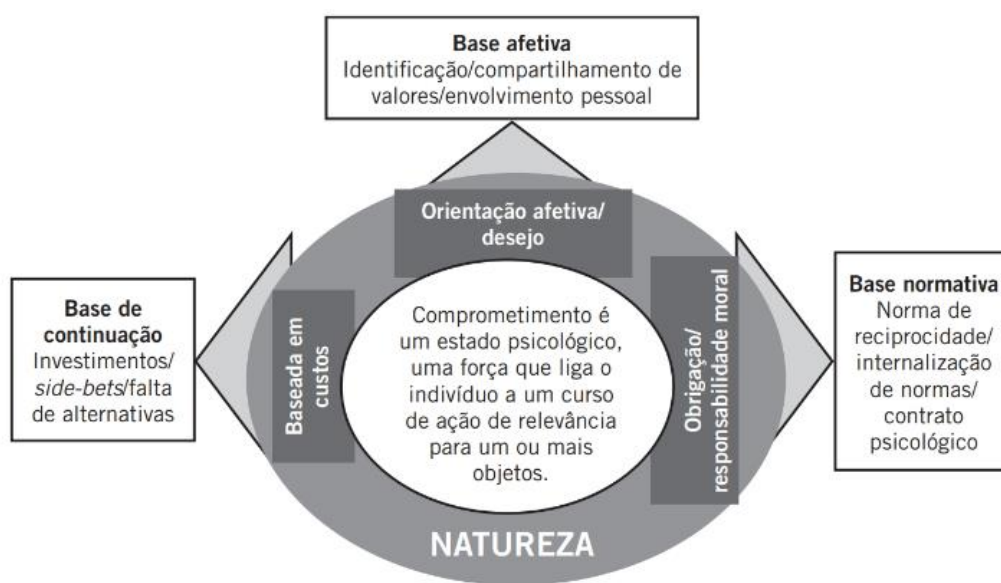 Base afetiva
Identificação/compartilhamento de
valores/envolvimento pessoal
Orientação afetiva/
desejo
Base de
continuação
Investimentos/
side-bets/falta
de alternativas
Baseada em
custos
Comprometimento é
um estado psicológico,
uma força que liga o
indivíduo a um curso
de ação de relevância
para um ou mais
objetos.
Obrigação/
responsabilidade moral
Base normativa
Norma de
reciprocidade/
internalização
de normas/
contrato
psicológico
NATUREZA